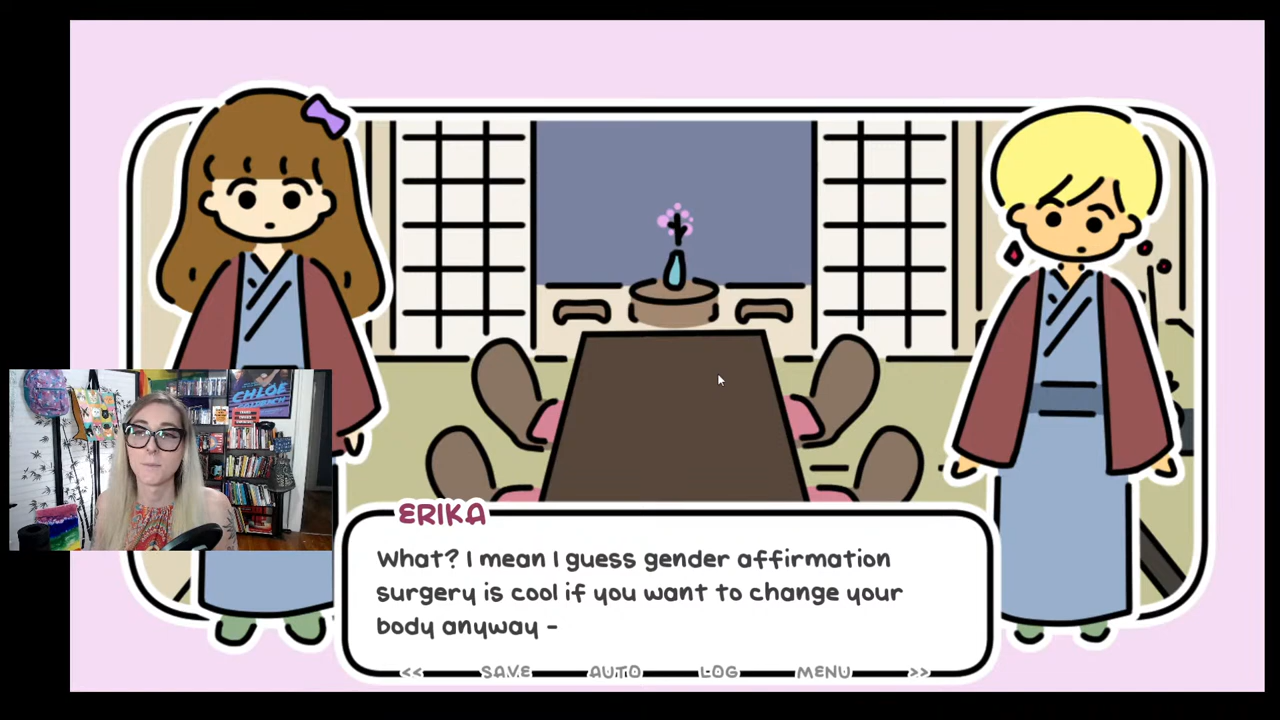 CHLOE
ERIKA
What? I mean I guess gender affirmation
surgery is cool if you want to change your
body anyway -
<< SAVE AUTO LOG MENU >>